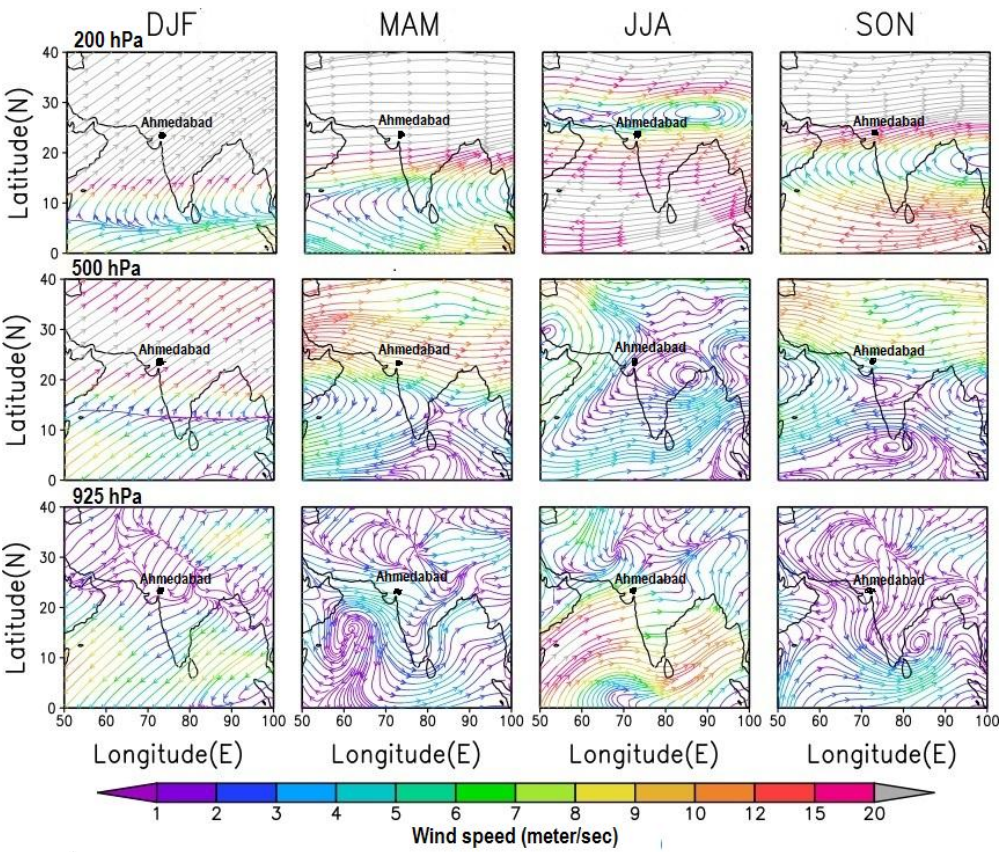 DJF MAM JJA SON
200 hPa
40
30
20
10
0
Latitude(N)
Ahmedabad Ahmedabad Ahmedabad Ahmedabad
500 hPa
40
30
20
10
0
Latitude(N)
Ahmedabad Ahmedabad Ahmedabad Ahmedabad
925 hPa
40
30
20
10
0
Latitude(N)
Ahmedabad Ahmedabad Ahmedabad Ahmedabad
50 60 70 80 90 100 50 60 70 80 90 100 50 60 70 80 90 100 50 60 70 80 90 100
Longitude(E) Longitude(E) Longitude(E) Longitude(E)
1 2 3 4 5 6 7 8 9 10 12 15 20
Wind speed (meter/sec)